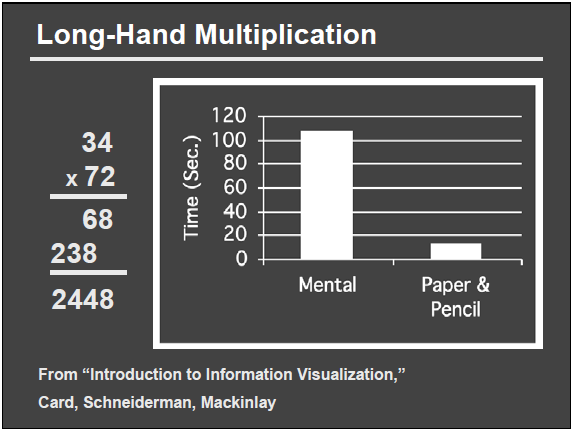 Long-Hand Multiplication
34
x 72
68
238
2448
Time (Sec.)
120
100
80
60
40
20
0
Mental
Paper &
Pencil
From “Introduction to Information Visualization,”
Card, Schneiderman, Mackinlay